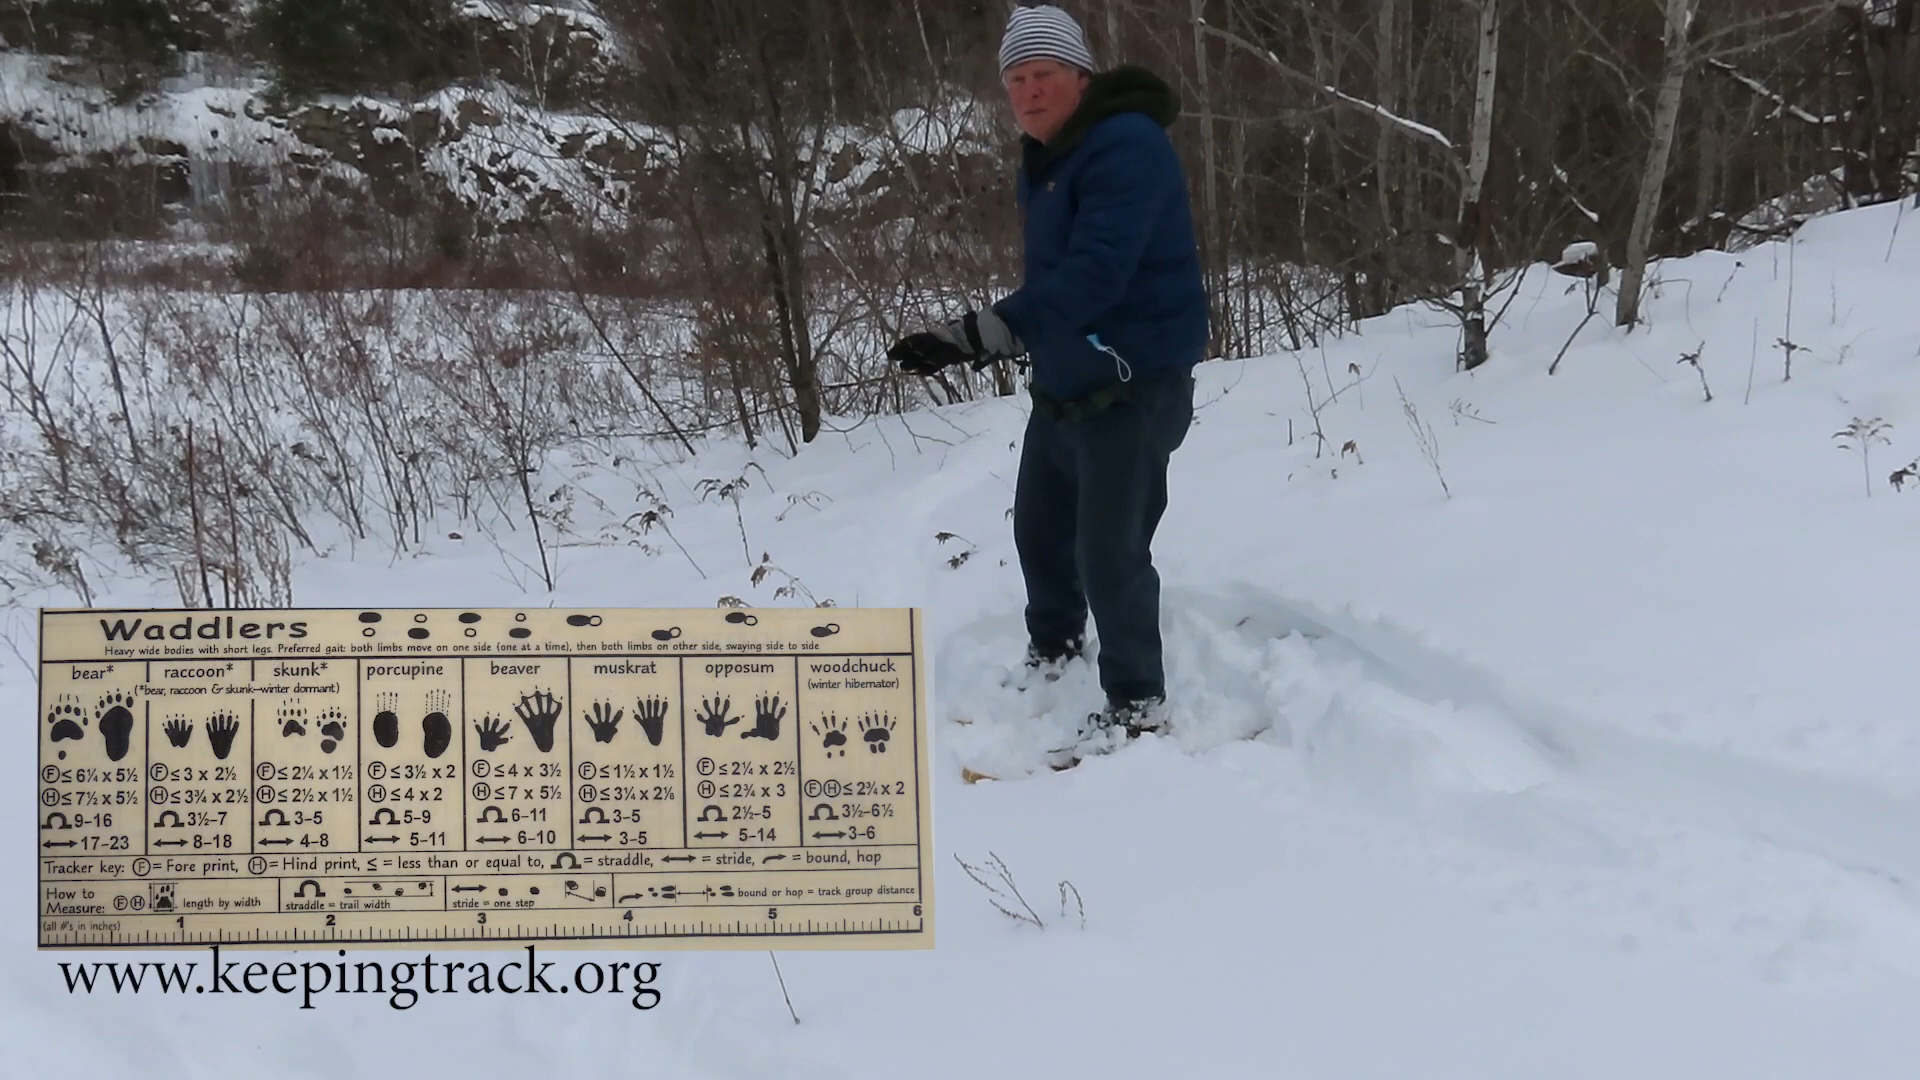 Waddlers
Heavy wide bodies with short legs. Preferred gait: both limbs move on one side (one at a time), then both limbs on other side, swaying side to side
bear* raccoon* skunk* porcupine beaver muskrat opposum woodchuck
(*bear, raccoon & skunk—winter dormant) (winter hibernator)
Ⓕ≤6¼ x 5½ Ⓕ≤3 x 2½ Ⓕ≤2¼ x 1½ Ⓕ≤3½ x 2 Ⓕ≤4 x 3½ Ⓕ≤1½ x 1½ Ⓕ≤2¼ x 2½
Ⓗ≤7½ x 5½ Ⓗ≤3¾ x 2½ Ⓗ≤2½ x 1½ Ⓗ≤4 x 2 Ⓗ≤7 x 5½ Ⓗ≤3¼ x Ⓗ≤2¾ x 3 ⒻⒽ≤2¾ x 2
9–16 3½–7 3–5 5–9 6–11 3–5 2½–5 3½–6½
17–23 8–18 4–8 5–11 6–10 3–5 5–14 3–6
Tracker key: Ⓕ= Fore print, Ⓗ= Hind print, ≤ = less than or equal to, = straddle, = stride, = bound, hop
How to Measure: ⒻⒽ length by width
straddle = trail width
stride = one step
bound or hop = track group distance
(all #'s in inches) 1 2 3 4 5 6
www.keepingtrack.org